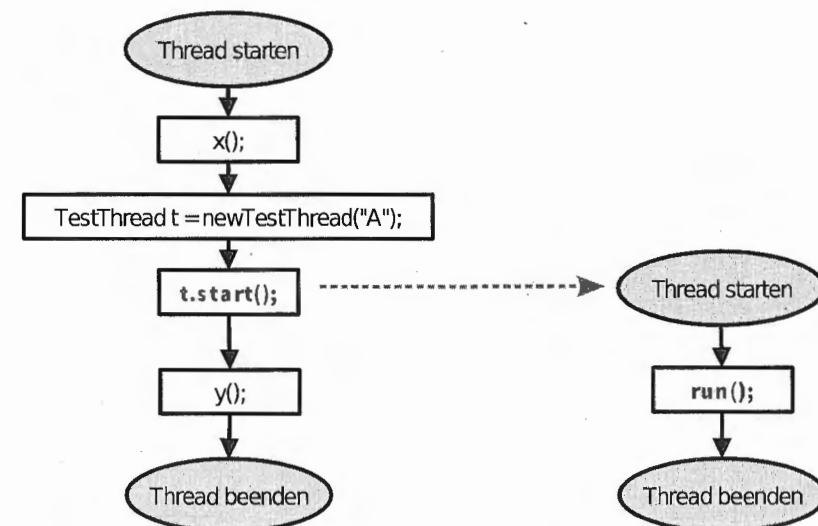 Thread starten
x();
TestThread t = newTestThread("A");
t.start();
Thread starten
y();
run();
Thread beenden
Thread beenden